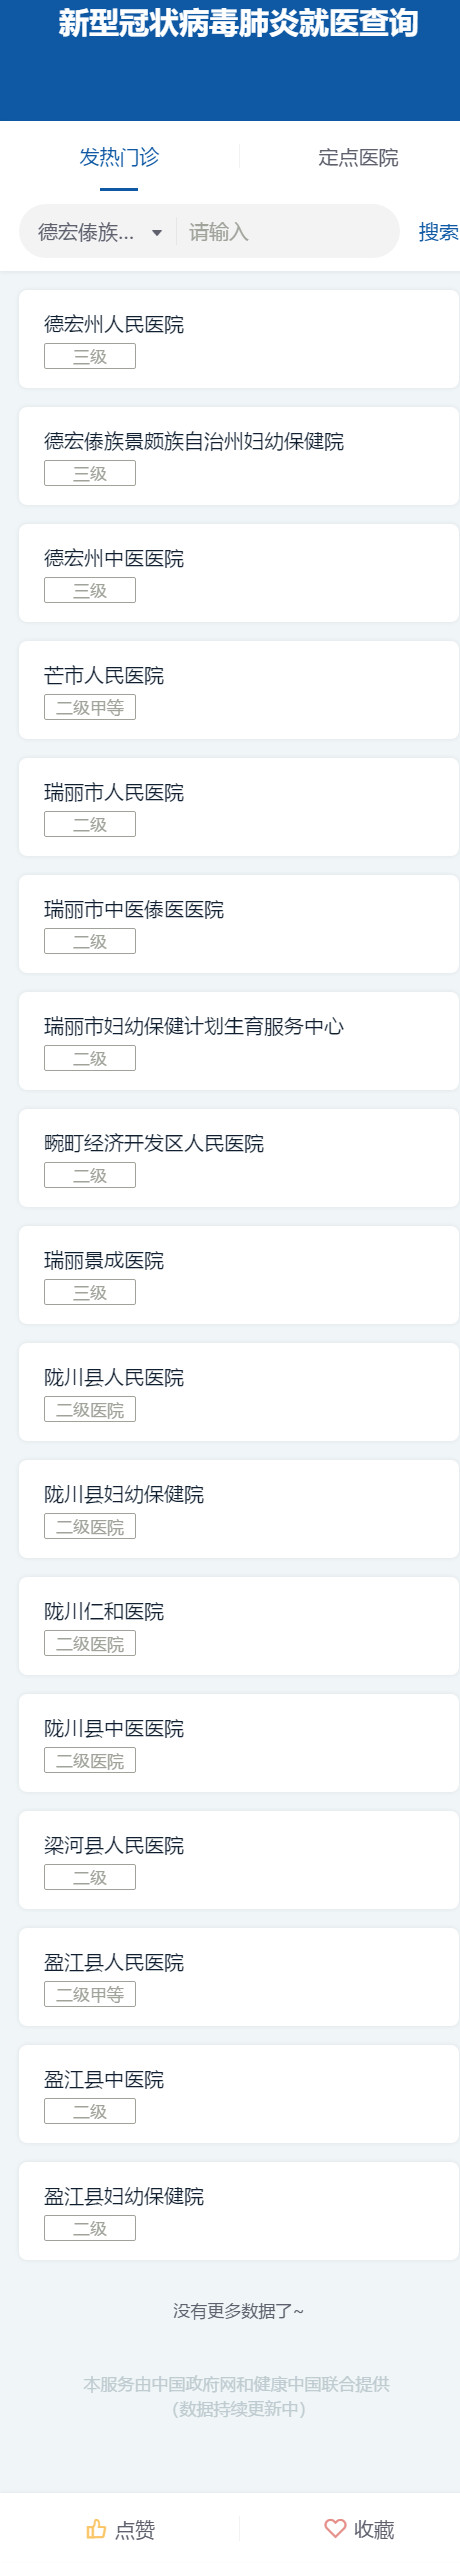 新型冠状病毒肺炎就医查询
发热门诊
定点医院
德宏傣族...
请输入
搜索
德宏州人民医院
三级
德宏傣族景颇族自治州妇幼保健院
三级
德宏州中医医院
三级
芒市人民医院
二级甲等
瑞丽市人民医院
二级
瑞丽市中医傣医医院
二级
瑞丽市妇幼保健计划生育服务中心
二级
畹町经济开发区人民医院
二级
瑞丽景成医院
三级
陇川县人民医院
二级医院
陇川县妇幼保健院
二级医院
陇川仁和医院
二级医院
陇川县中医医院
二级医院
梁河县人民医院
二级
盈江县人民医院
二级甲等
盈江县中医院
二级
盈江县妇幼保健院
二级
没有更多数据了~
本服务由中国政府网和健康中国联合提供
（数据持续更新中）
点赞
收藏